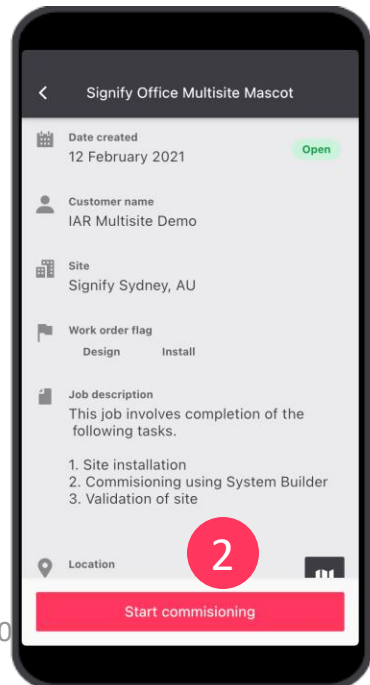 Signify Office Multisite Mascot
Date created
12 February 2021
Open
Customer name
IAR Multisite Demo
Site
Signify Sydney, AU
Work order flag
Design Install
Job description
This job involves completion of the
following tasks.
1. Site installation
2. Commisioning using System Builder
3. Validation of site
2
Location
Start commisioning
0